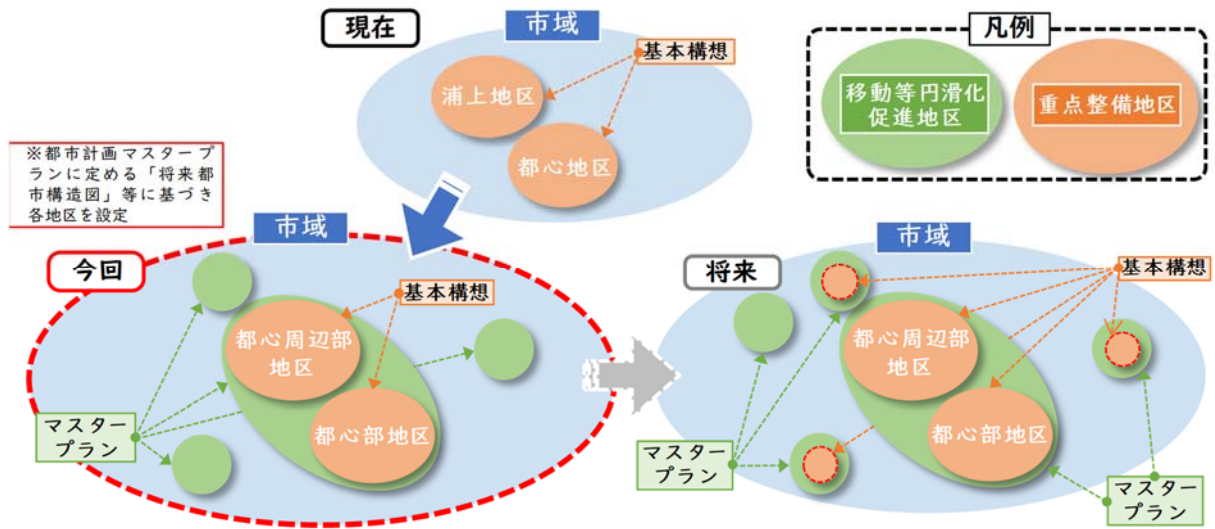 現在
市域
基本構想
浦上地区
都心地区
凡例
移動等円滑化
促進地区
重点整備地区
※都市計画マスタープ
ランに定める「将来都
市構造図」等に基づき
各地区を設定
今回
市域
基本構想
都心周辺部
地区
都心部地区
マスター
プラン
将来
市域
基本構想
都心周辺部
地区
都心部地区
マスター
プラン
マスター
プラン